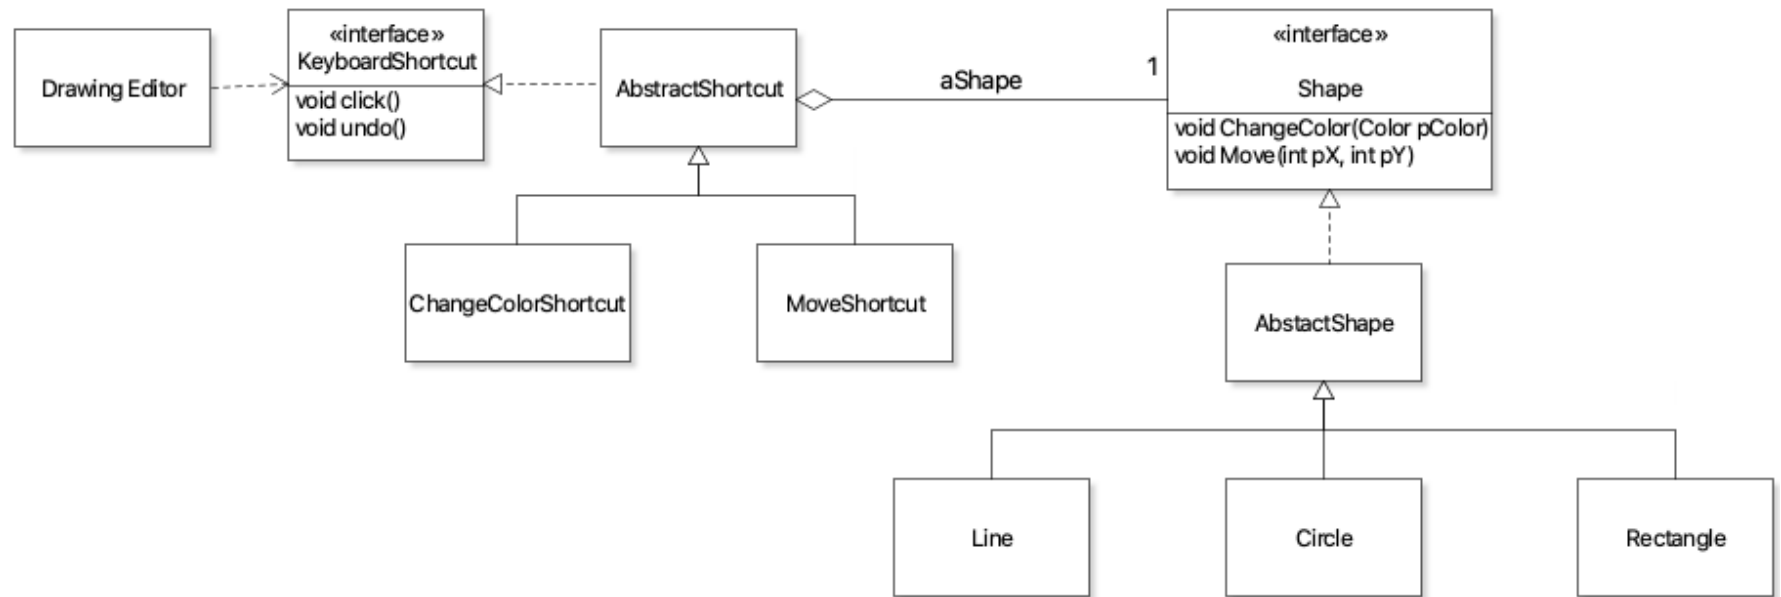 Drawing Editor
«interface»
KeyboardShortcut
void click()
void undo()
AbstractShortcut
aShape
1
«interface»
Shape
void ChangeColor(Color pColor)
void Move(int pX, int pY)
ChangeColorShortcut
MoveShortcut
AbstactShape
Line
Circle
Rectangle